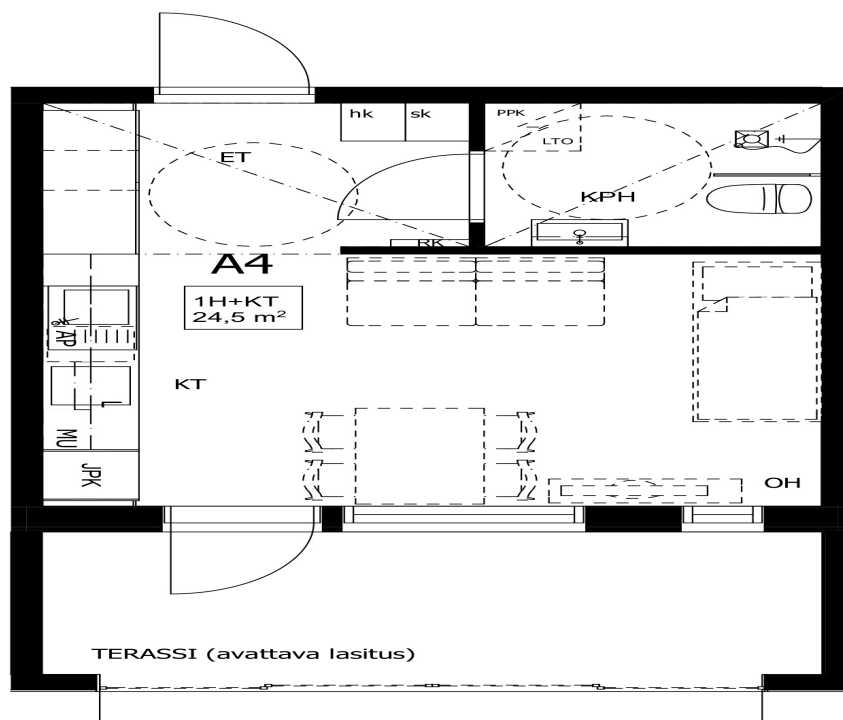 hk
sk
PPK
LTO
ET
KPH
RK
A4
1H+KT
24,5 m²
AP
KT
L
MU
JPK
OH
TERASSI (avattava lasitus)